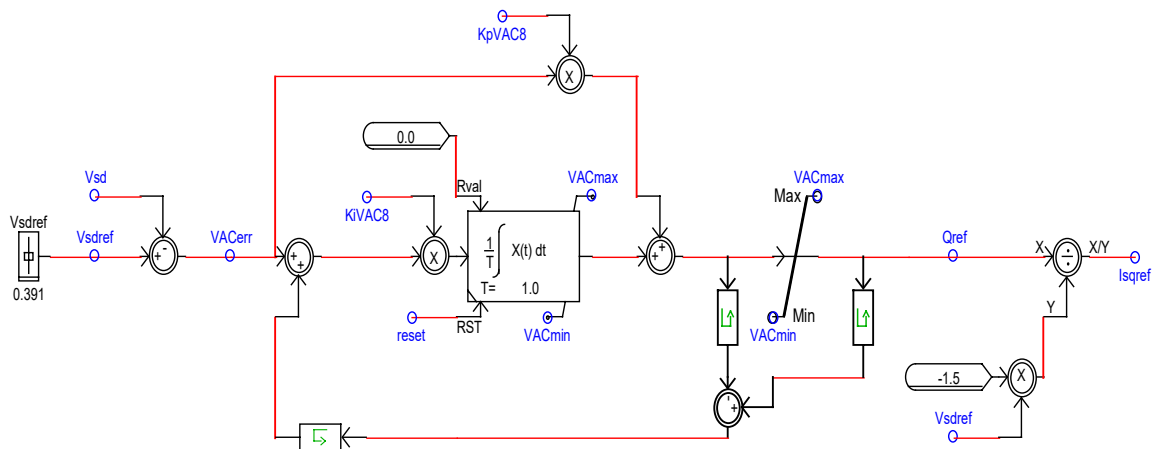 KpVAC8
X
0.0
Vsd
Rval
VACmax
VACmax
Max
KiVAC8
Vsdref
Vsdref
VACerr
Qref
- + + + X 1/T ∫ X(t) dt + + X ÷ X/Y
T= 1.0
Isqref
0.391
reset
RST
VACmin
VACmin
Min
Y
-1.5
X
- +
Vsdref